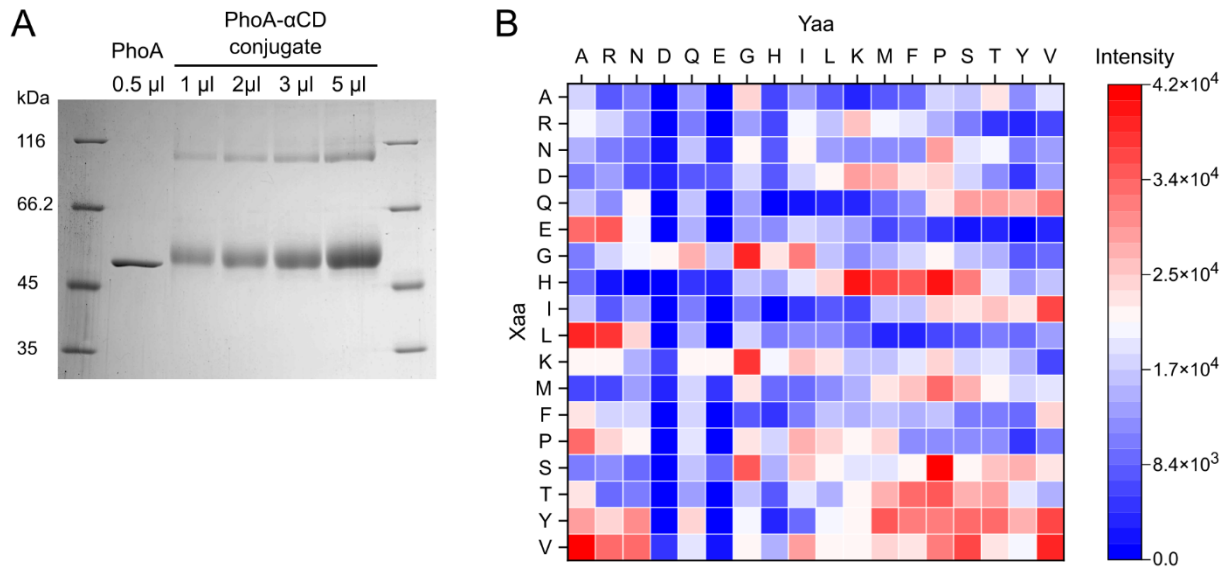 A
PhoA
PhoA-αCD
conjugate
0.5 µl 1 µl 2µl 3 µl 5 µl
kDa
116
66.2
45
35
B
Yaa
A R N D Q E G H I L K M F P S T Y V
Xaa
A
R
N
D
Q
E
G
H
I
L
K
M
F
P
S
T
Y
V
Intensity
4.2×10⁴
3.4×10⁴
2.5×10⁴
1.7×10⁴
8.4×10³
0.0